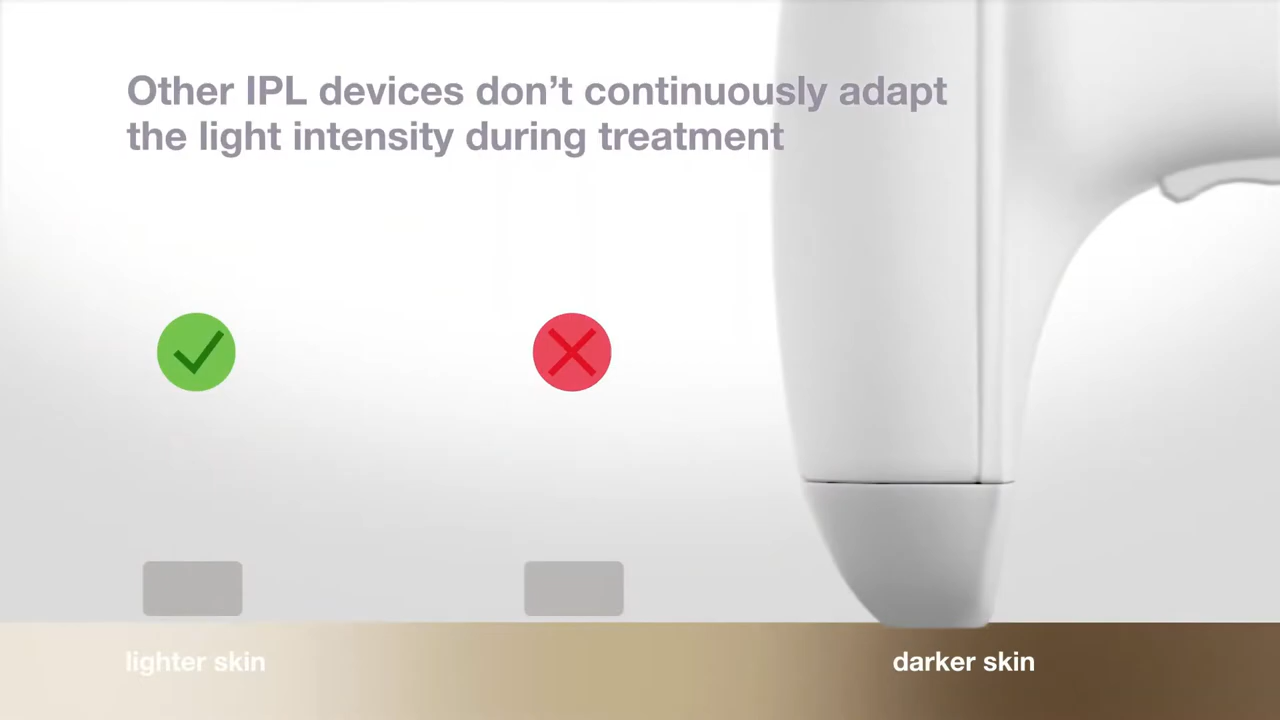 Other IPL devices don’t continuously adapt
the light intensity during treatment
lighter skin
darker skin